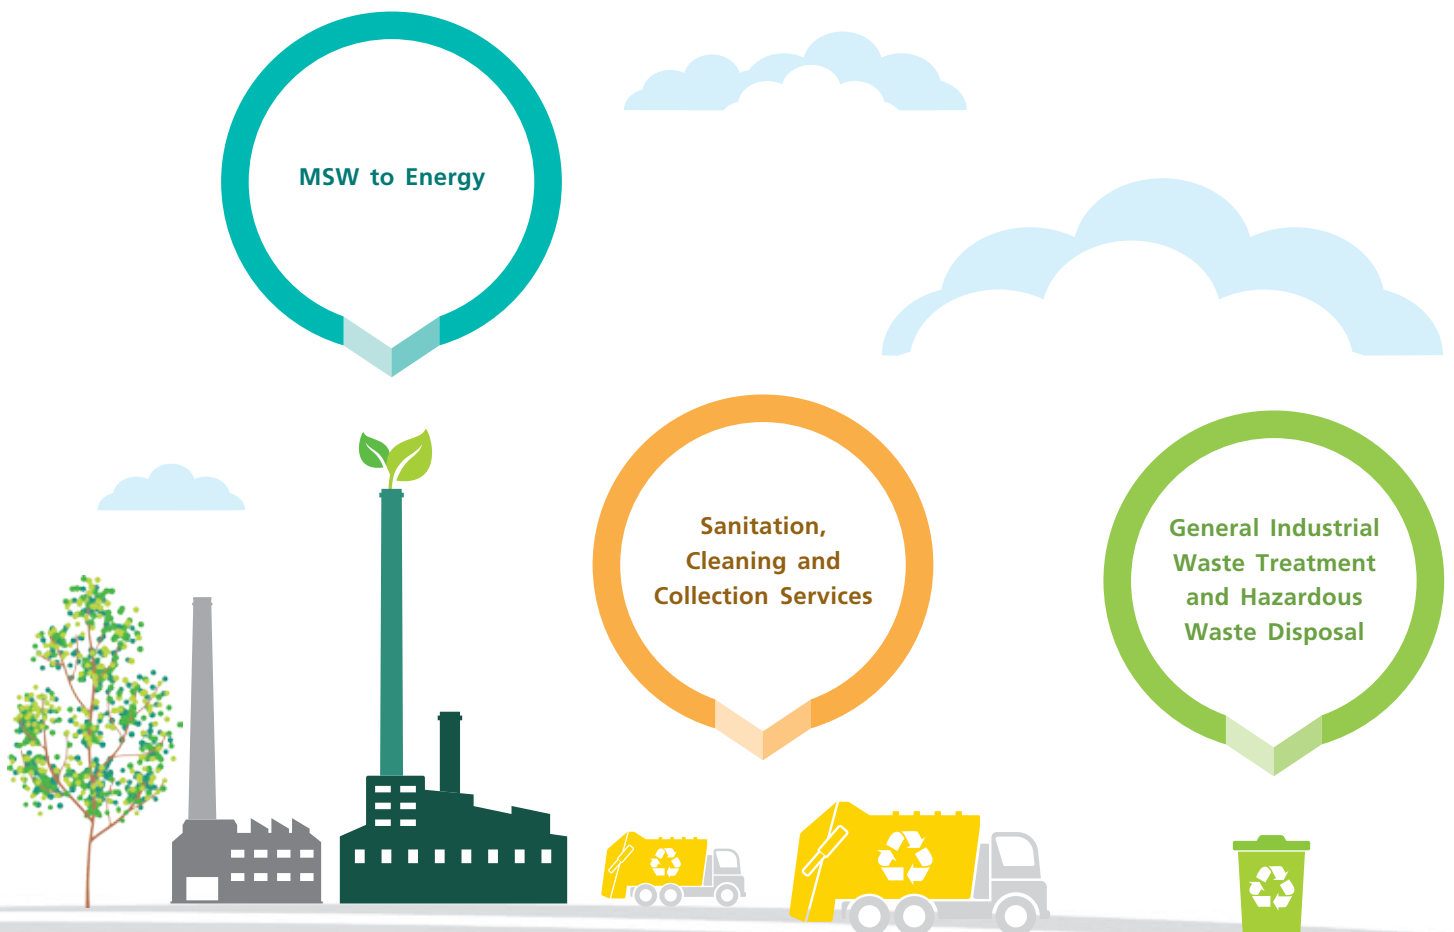 MSW to Energy
Sanitation,
Cleaning and
Collection Services
General Industrial
Waste Treatment
and Hazardous
Waste Disposal